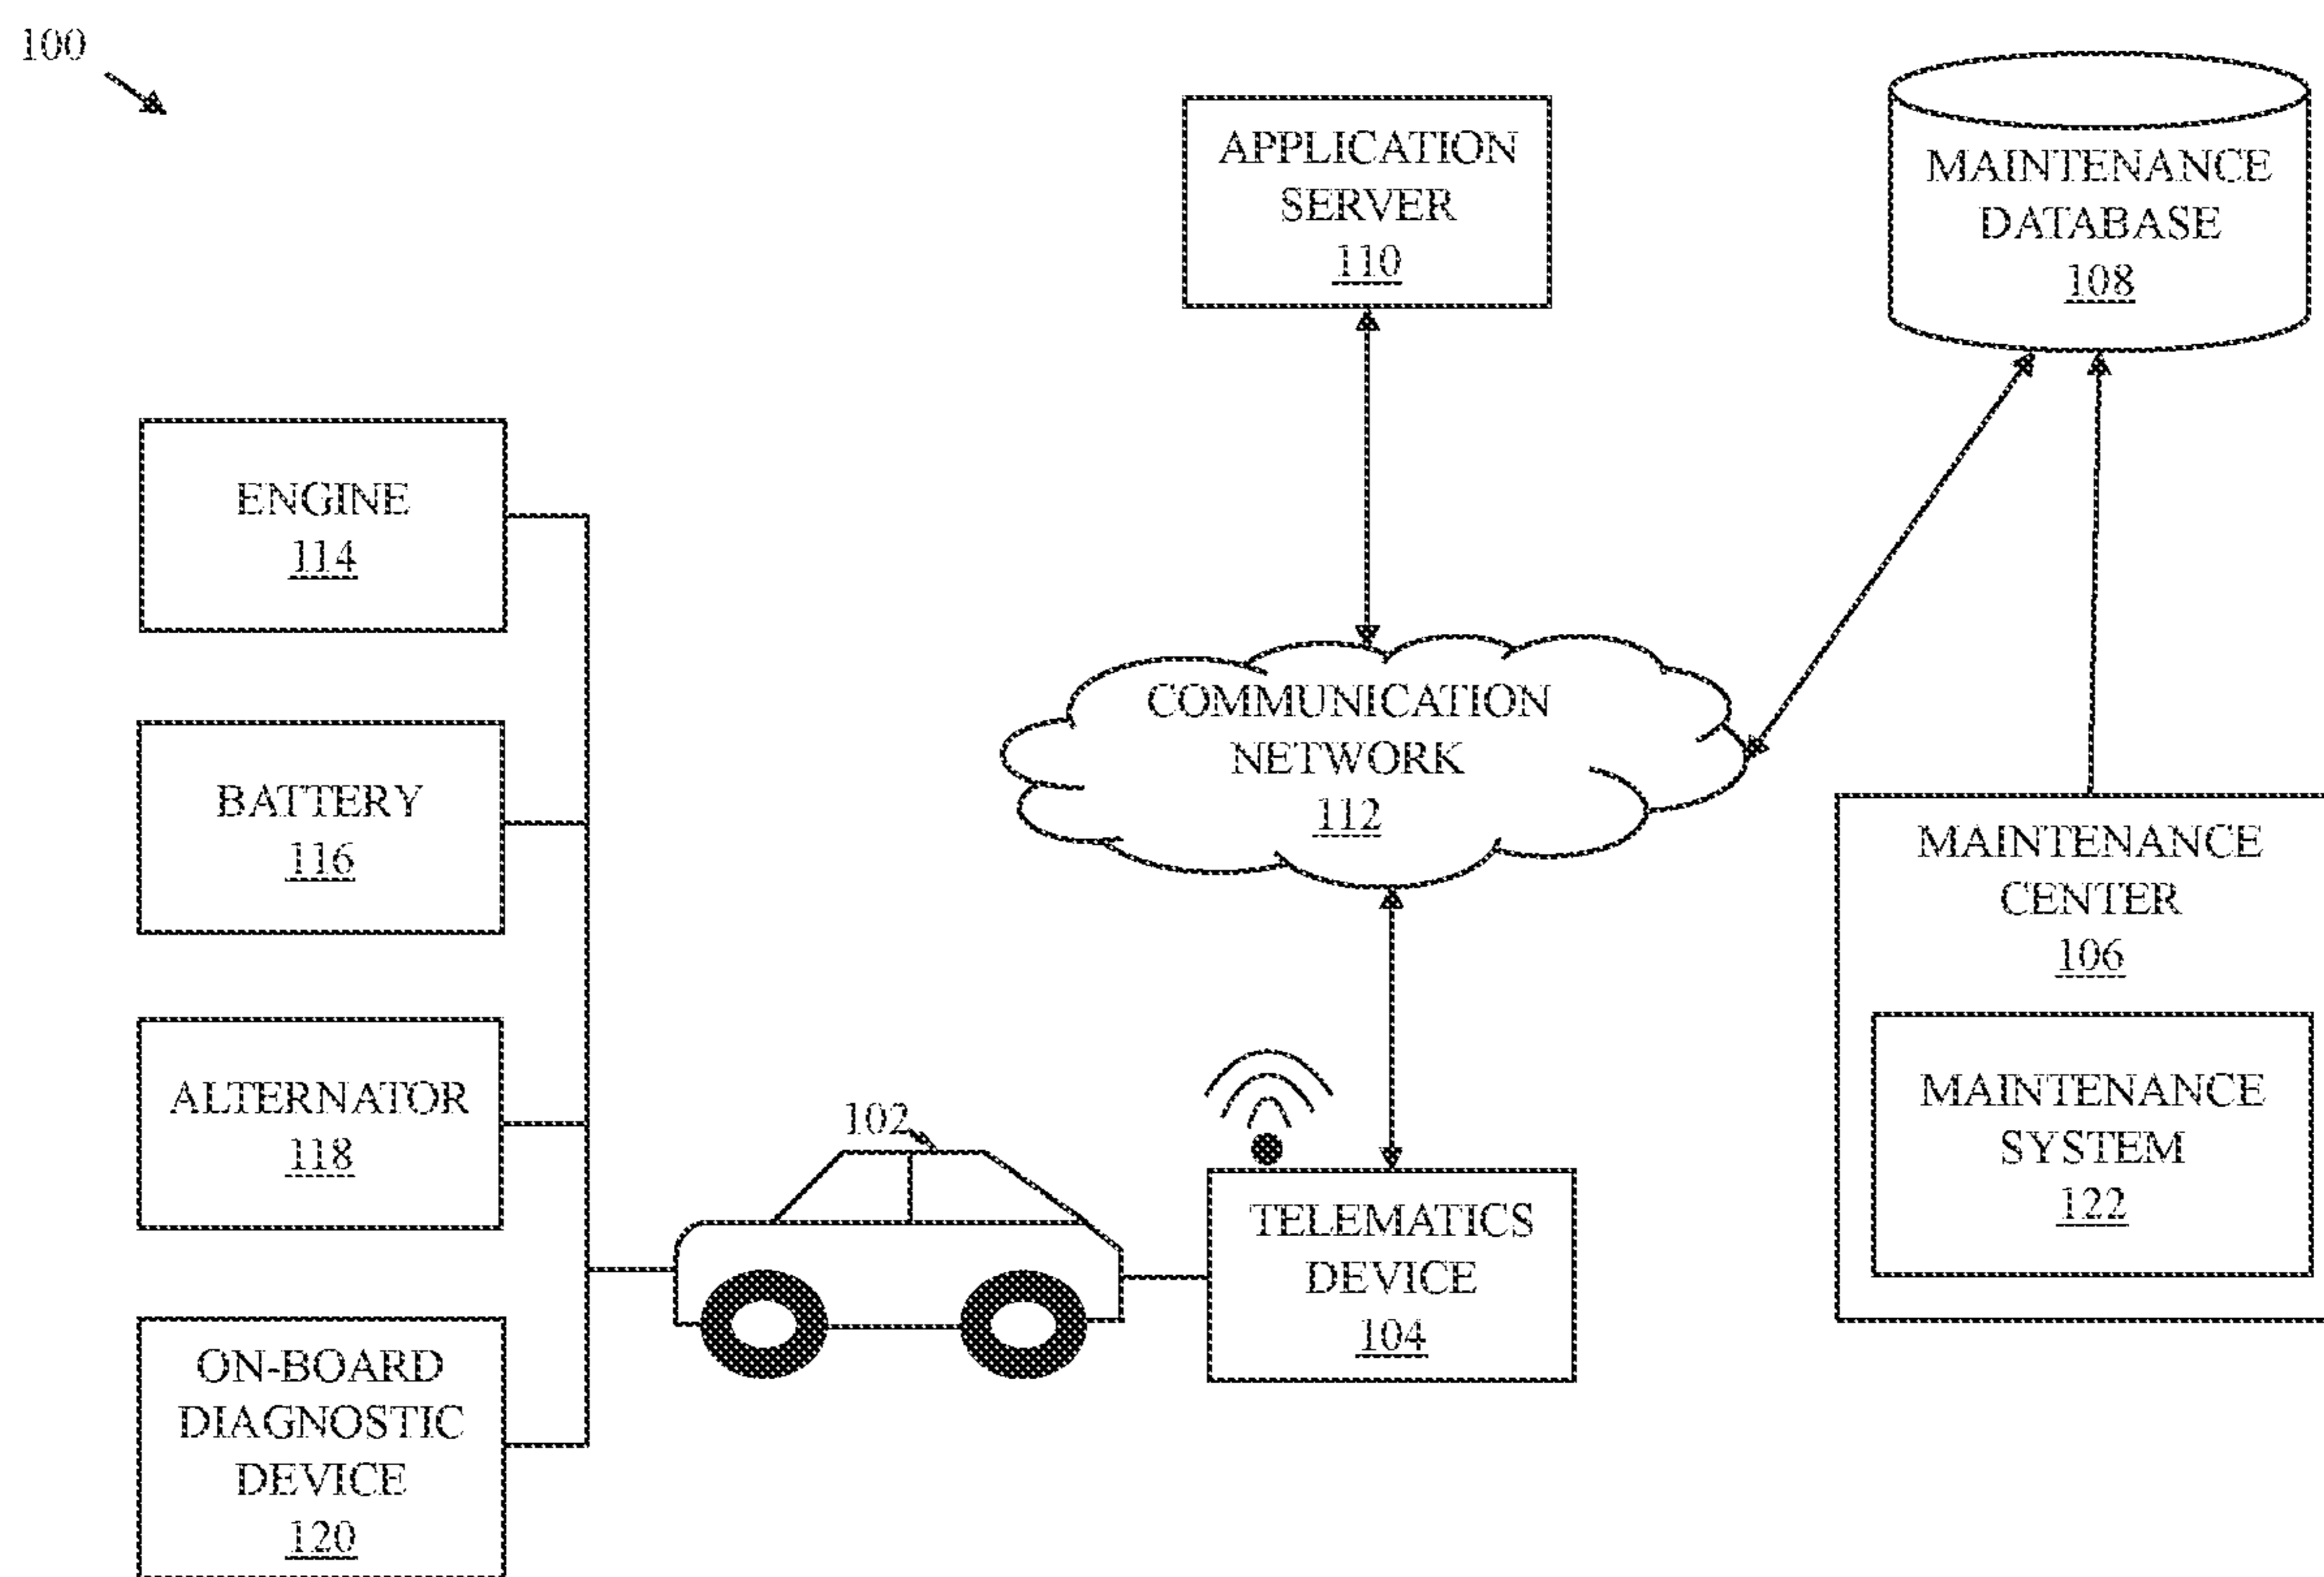 100
APPLICATION
SERVER
110
MAINTENANCE
DATABASE
108
ENGINE
114
COMMUNICATION
NETWORK
112
BATTERY
116
MAINTENANCE
CENTER
106
ALTERNATOR
118
102
MAINTENANCE
SYSTEM
122
TELEMATICS
DEVICE
104
ON-BOARD
DIAGNOSTIC
DEVICE
120